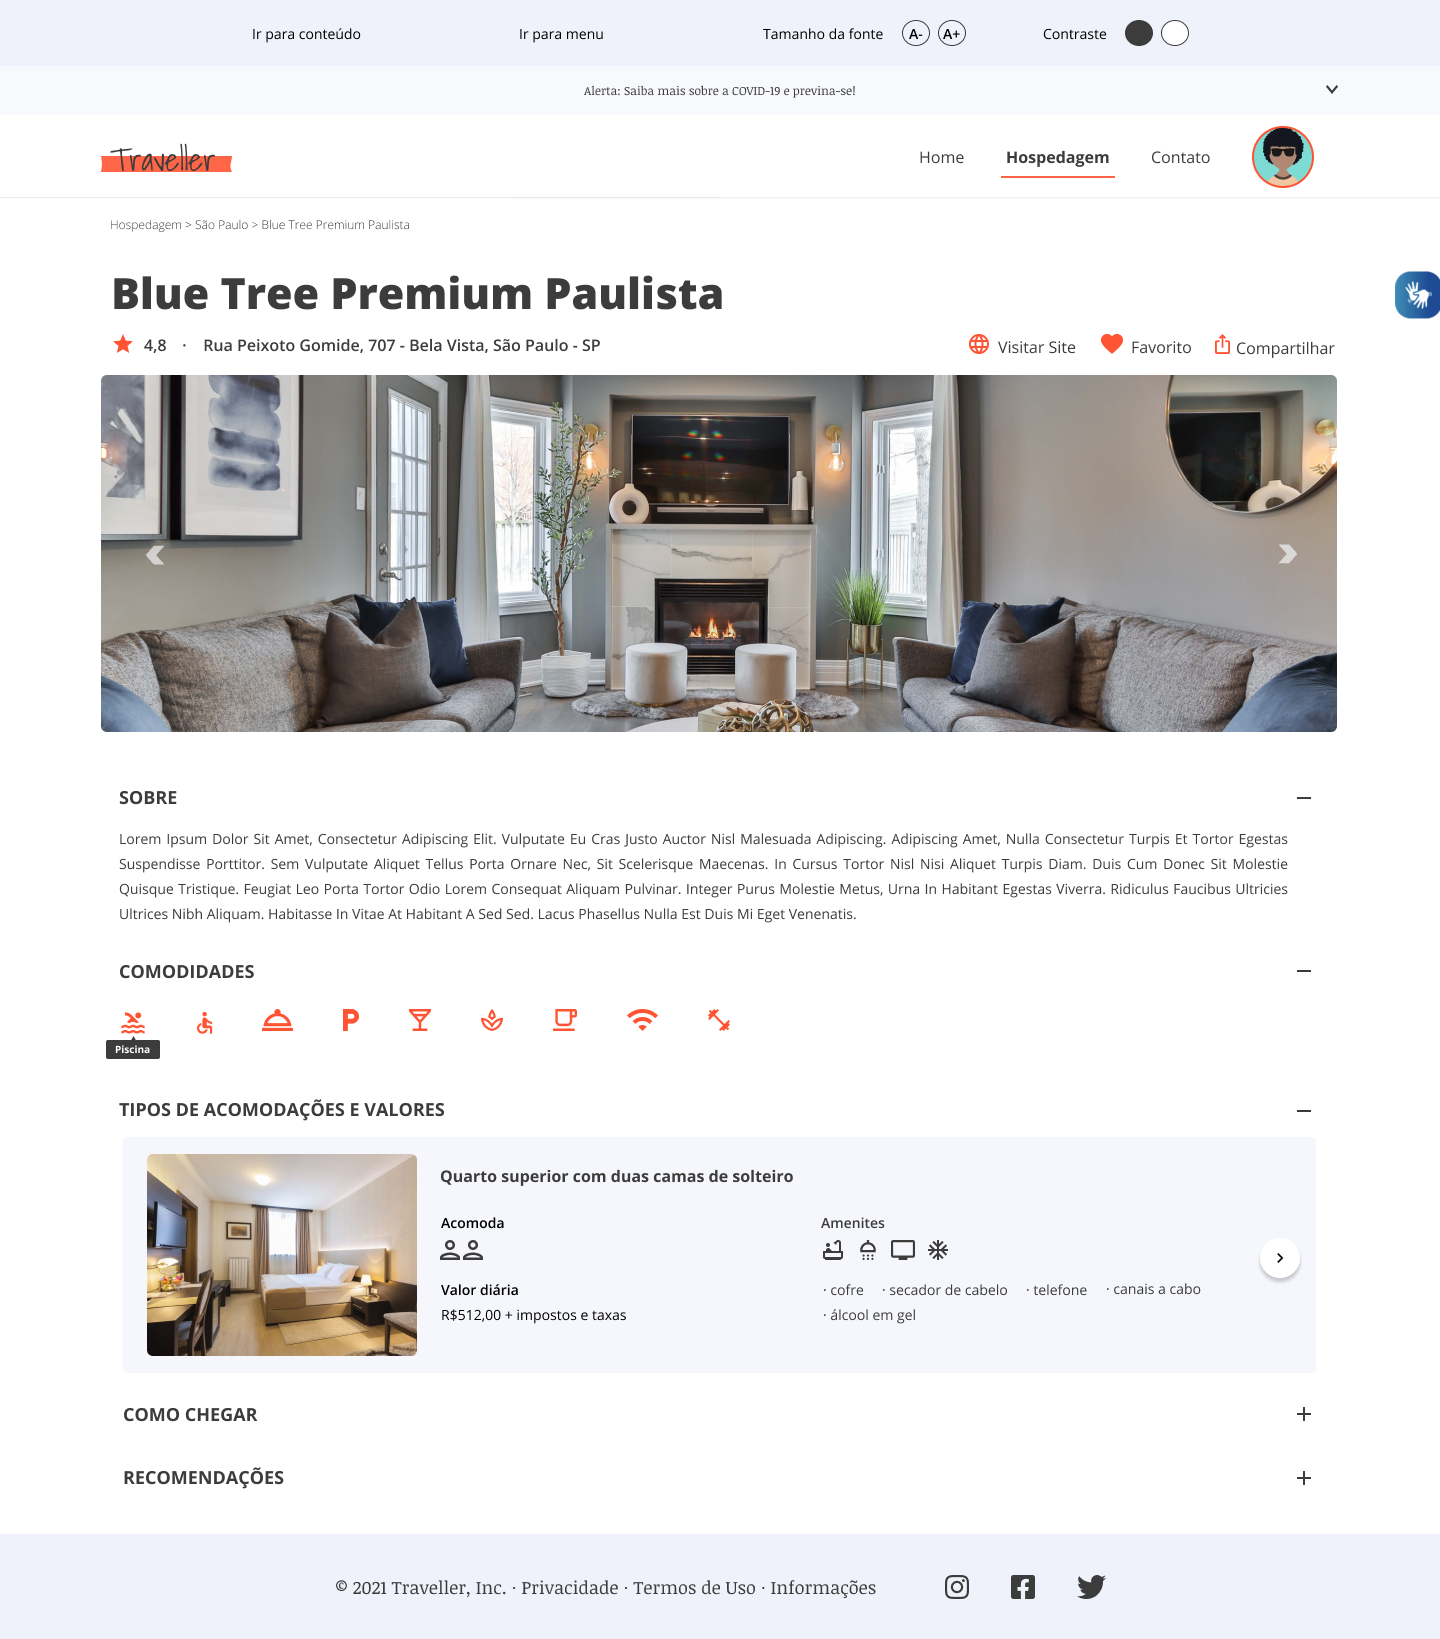 Ir para conteúdo
Ir para menu
Tamanho da fonte A- A+
Contraste
Alerta: Saiba mais sobre a COVID-19 e previna-se!
Traveller
Home
Hospedagem
Contato
Hospedagem > São Paulo > Blue Tree Premium Paulista
Blue Tree Premium Paulista
4,8 · Rua Peixoto Gomide, 707 - Bela Vista, São Paulo - SP
Visitar Site
Favorito
Compartilhar
SOBRE
Lorem Ipsum Dolor Sit Amet, Consectetur Adipiscing Elit. Vulputate Eu Cras Justo Auctor Nisl Malesuada Adipiscing. Adipiscing Amet, Nulla Consectetur Turpis Et Tortor Egestas
Suspendisse Porttitor. Sem Vulputate Aliquet Tellus Porta Ornare Nec, Sit Scelerisque Maecenas. In Cursus Tortor Nisl Nisi Aliquet Turpis Diam. Duis Cum Donec Sit Molestie
Quisque Tristique. Feugiat Leo Porta Tortor Odio Lorem Consequat Aliquam Pulvinar. Integer Purus Molestie Metus, Urna In Habitant Egestas Viverra. Ridiculus Faucibus Ultricies
Ultrices Nibh Aliquam. Habitasse In Vitae At Habitant A Sed Sed. Lacus Phasellus Nulla Est Duis Mi Eget Venenatis.
COMODIDADES
P
Piscina
TIPOS DE ACOMODAÇÕES E VALORES
Quarto superior com duas camas de solteiro
Acomoda
Amenites
Valor diária
R$512,00 + impostos e taxas
· cofre · secador de cabelo · telefone · canais a cabo
· álcool em gel
COMO CHEGAR
RECOMENDAÇÕES
© 2021 Traveller, Inc. · Privacidade · Termos de Uso · Informações